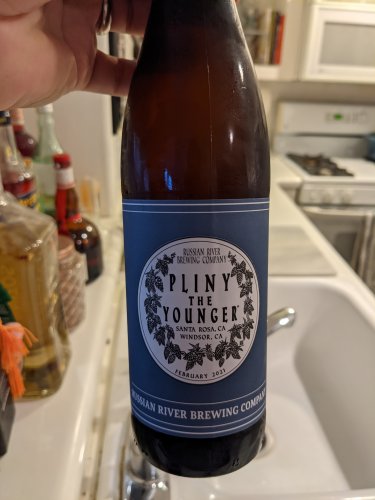 RUSSIAN RIVER
BREWING COMPANY
PLINY
THE
YOUNGER
SANTA ROSA, CA
WINDSOR, CA
FEBRUARY 2021
RUSSIAN RIVER BREWING COMPANY